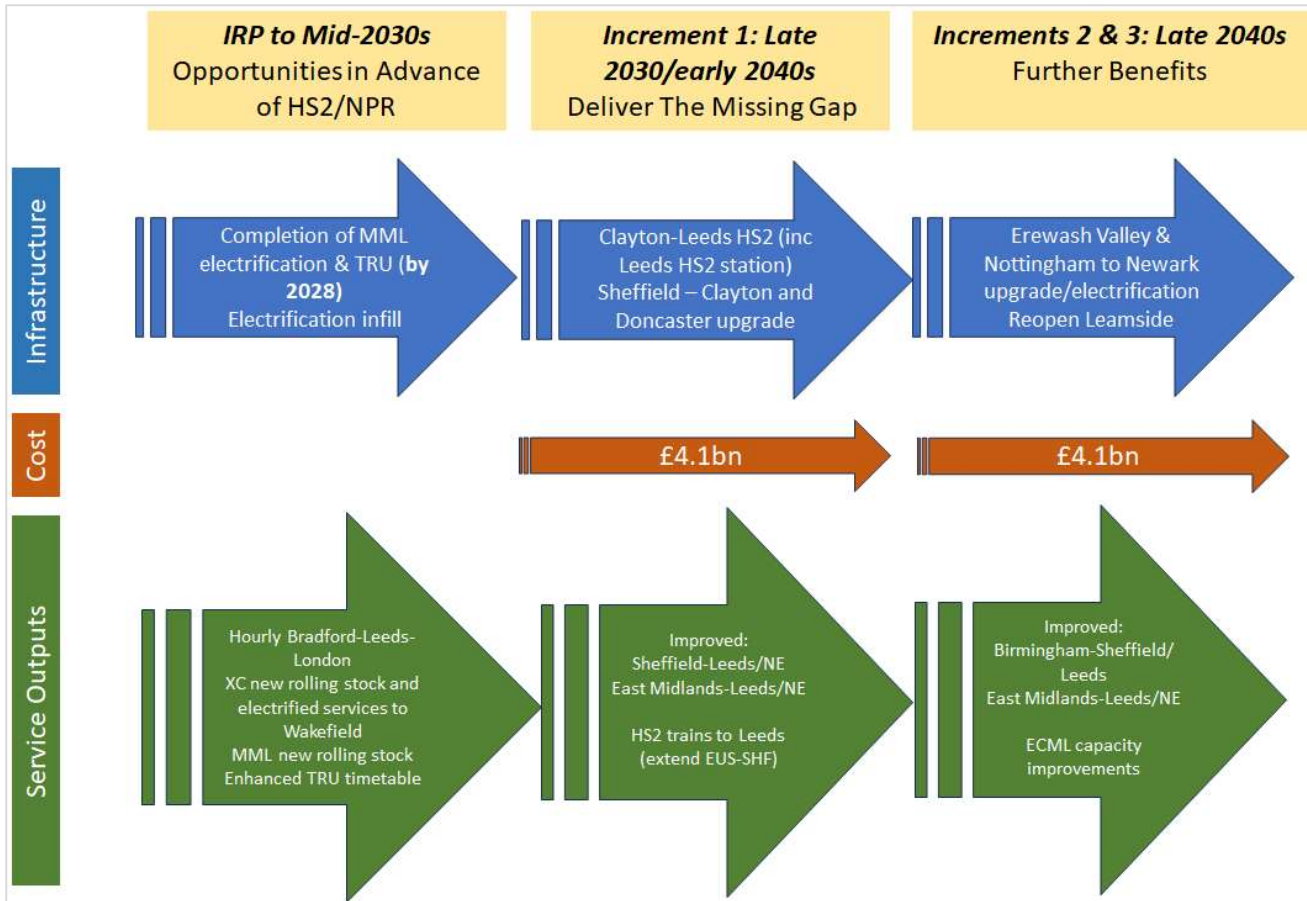 IRP to Mid-2030s
Opportunities in Advance
of HS2/NPR
Increment 1: Late
2030/early 2040s
Deliver The Missing Gap
Increments 2 & 3: Late 2040s
Further Benefits
Infrastructure
Completion of MML
electrification & TRU (by
2028)
Electrification infill
Clayton-Leeds HS2 (inc
Leeds HS2 station)
Sheffield – Clayton and
Doncaster upgrade
Erewash Valley &
Nottingham to Newark
upgrade/electrification
Reopen Leamside
Cost
£4.1bn
£4.1bn
Service Outputs
Hourly Bradford-Leeds-
London
XC new rolling stock and
electrified services to
Wakefield
MML new rolling stock
Enhanced TRU timetable
Improved:
Sheffield-Leeds/NE
East Midlands-Leeds/NE
HS2 trains to Leeds
(extend EUS-SHF)
Improved:
Birmingham-Sheffield/
Leeds
East Midlands-Leeds/NE
ECML capacity
improvements